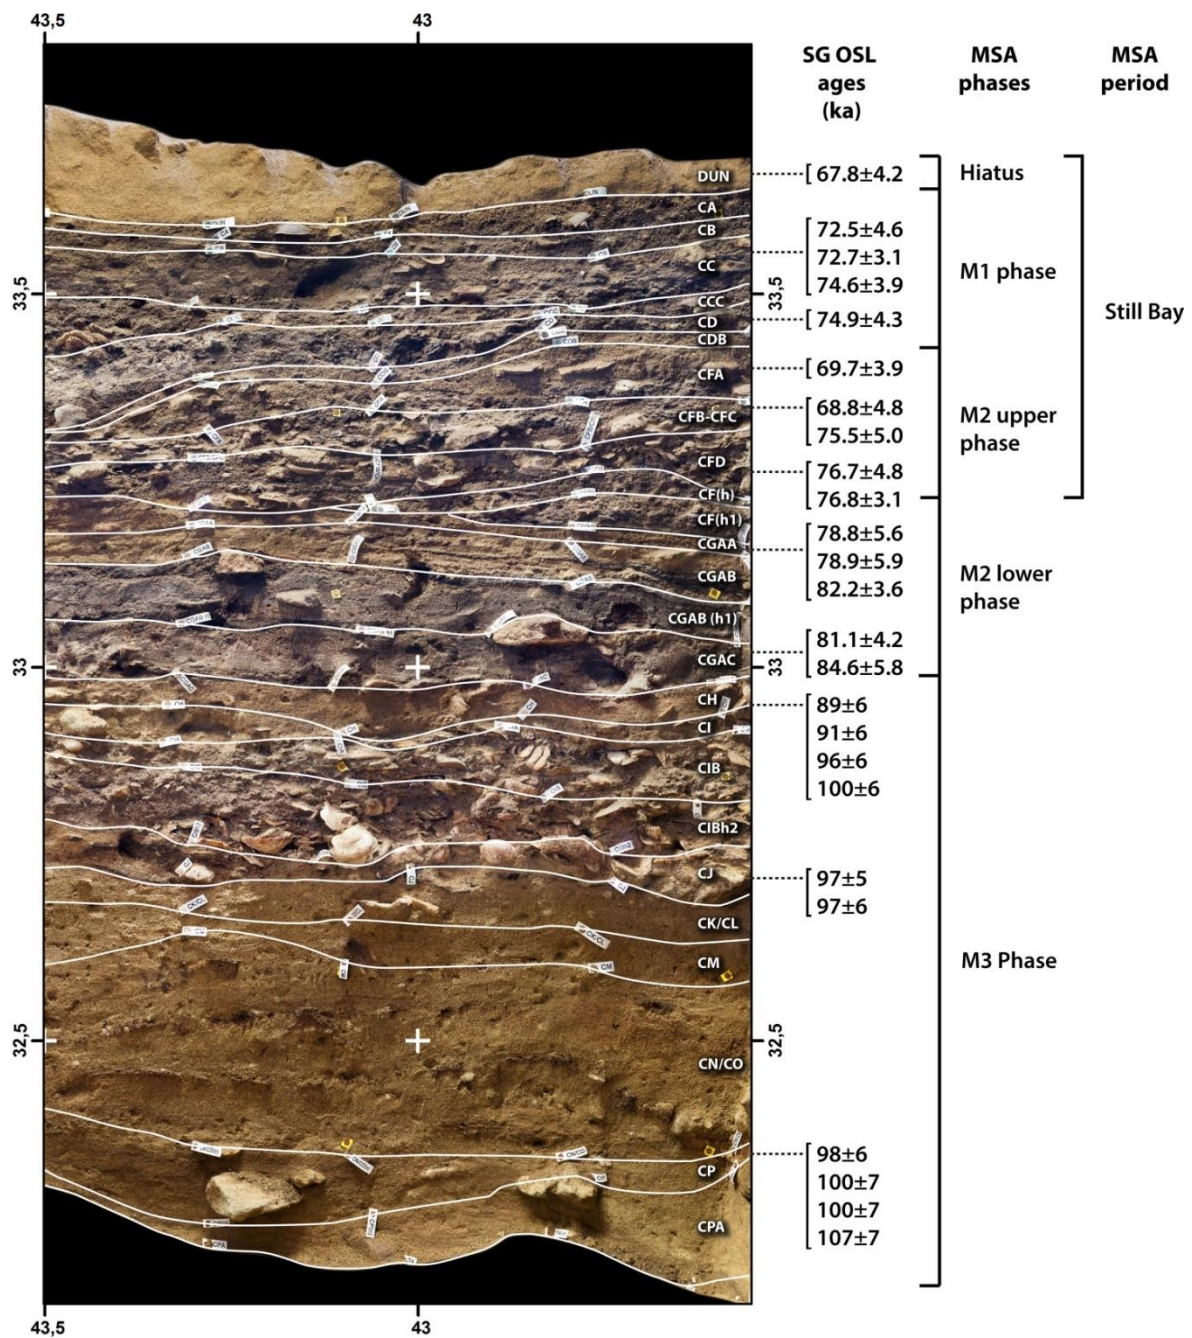 43,5
43
SG OSL
ages
(ka)
MSA
phases
MSA
period
DUN
67.8±4.2
Hiatus
CA
CB
CC
72.5±4.6
72.7±3.1
74.6±3.9
M1 phase
33,5
33,5
CCC
CD
74.9±4.3
Still Bay
CDB
CFA
69.7±3.9
CFB-CFC
68.8±4.8
75.5±5.0
M2 upper
phase
CFD
76.7±4.8
76.8±3.1
CF(h)
CF(h1)
CGAA
CGAB
78.8±5.6
78.9±5.9
82.2±3.6
M2 lower
phase
CGAB (h1)
CGAC
81.1±4.2
84.6±5.8
33
33
CH
CI
CIB
89±6
91±6
96±6
100±6
CIBh2
CJ
97±5
97±6
CK/CL
CM
M3 Phase
32,5
32,5
CN/CO
CP
98±6
100±7
100±7
107±7
CPA
43,5
43